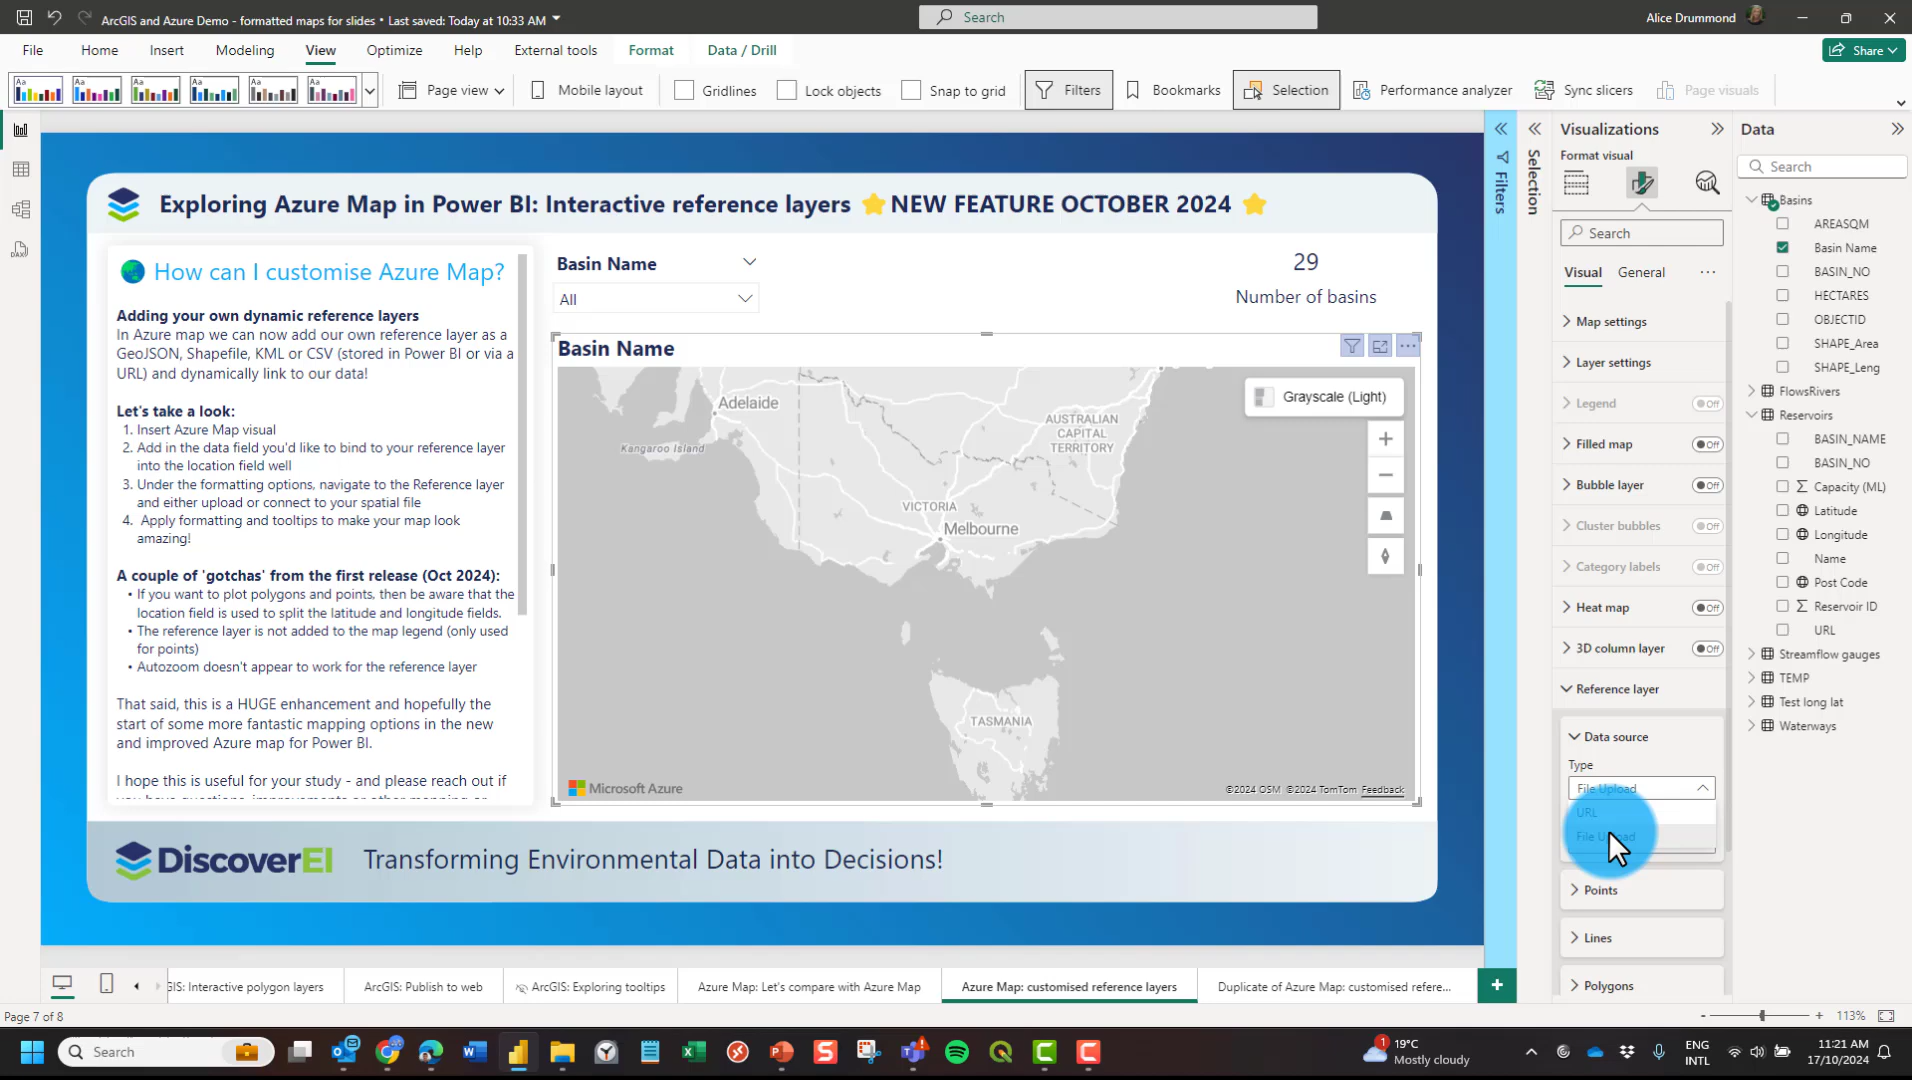 ArcGIS and Azure Demo - formatted maps for slides • Last saved: Today at 10:33 AM
Search
Alice Drummond
File
Home
Insert
Modeling
View
Optimize
Help
External tools
Format
Data / Drill
Share
Aa
Aa
Aa
Aa
Aa
Aa
Page view
Mobile layout
Gridlines
Lock objects
Snap to grid
Filters
Bookmarks
Selection
Performance analyzer
Sync slicers
Page visuals
Exploring Azure Map in Power BI: Interactive reference layers ⭐NEW FEATURE OCTOBER 2024 ⭐
How can I customise Azure Map?
Adding your own dynamic reference layers
In Azure map we can now add our own reference layer as a
GeoJSON, Shapefile, KML or CSV (stored in Power BI or via a
URL) and dynamically link to our data!
Let's take a look:
1. Insert Azure Map visual
2. Add in the data field you'd like to bind to your reference layer
into the location field well
3. Under the formatting options, navigate to the Reference layer
and either upload or connect to your spatial file
4. Apply formatting and tooltips to make your map look
amazing!
A couple of 'gotchas' from the first release (Oct 2024):
• If you want to plot polygons and points, then be aware that the
location field is used to split the latitude and longitude fields.
• The reference layer is not added to the map legend (only used
for points)
• Autozoom doesn't appear to work for the reference layer
That said, this is a HUGE enhancement and hopefully the
start of some more fantastic mapping options in the new
and improved Azure map for Power BI.
I hope this is useful for your study - and please reach out if
Basin Name
All
29
Number of basins
Basin Name
Grayscale (Light)
Adelaide
Kangaroo Island
AUSTRALIAN
CAPITAL
TERRITORY
VICTORIA
Melbourne
TASMANIA
Microsoft Azure
©2024 OSM ©2024 TomTom Feedback
DiscoverEI
Transforming Environmental Data into Decisions!
Filters
Selection
Visualizations
Format visual
Search
Visual
General
Map settings
Layer settings
Legend
Off
Filled map
Off
Bubble layer
Off
Cluster bubbles
Off
Category labels
Off
Heat map
Off
3D column layer
Off
Reference layer
Data source
Type
File Upload
URL
File Upload
Points
Lines
Polygons
Data
Search
Basins
AREASQM
Basin Name
BASIN_NO
HECTARES
OBJECTID
SHAPE_Area
SHAPE_Leng
FlowsRivers
Reservoirs
BASIN_NAME
BASIN_NO
Capacity (ML)
Latitude
Longitude
Name
Post Code
Reservoir ID
URL
Streamflow gauges
TEMP
Test long lat
Waterways
GIS: Interactive polygon layers
ArcGIS: Publish to web
ArcGIS: Exploring tooltips
Azure Map: Let's compare with Azure Map
Azure Map: customised reference layers
Duplicate of Azure Map: customised refere...
Page 7 of 8
113%
Search
19°C
Mostly cloudy
ENG
INTL
11:21 AM
17/10/2024